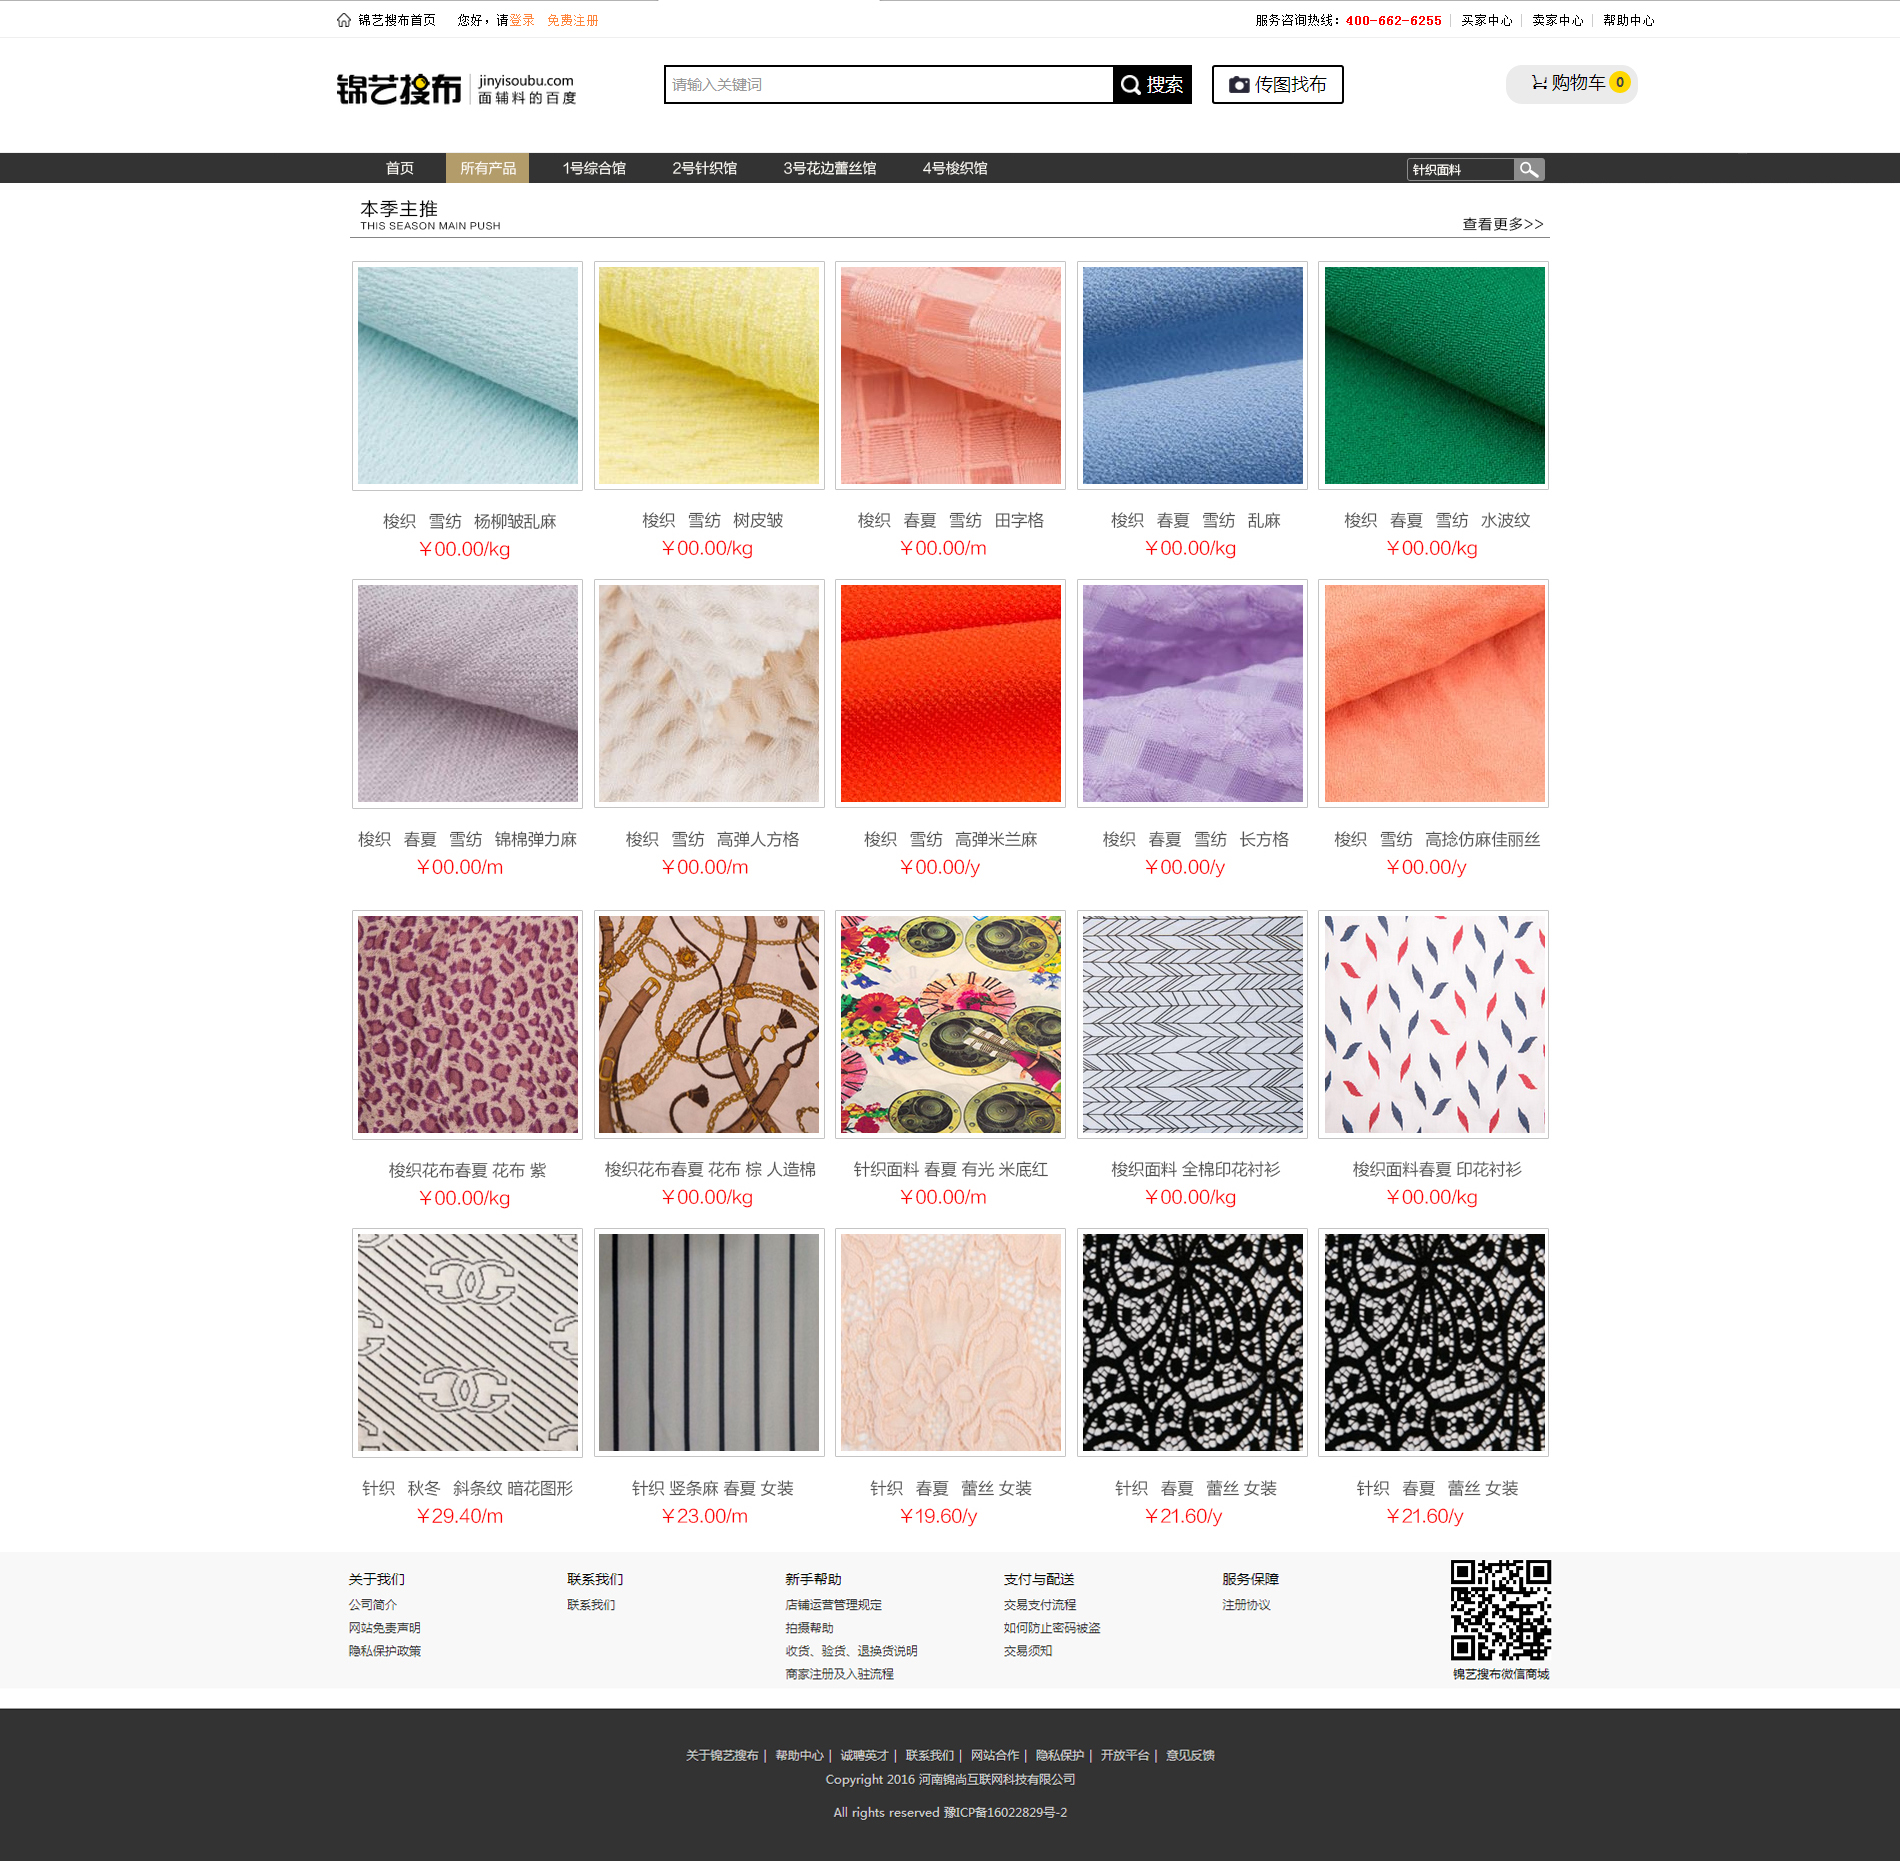 锦艺搜布首页 您好，请登录 免费注册 服务咨询热线：400-662-6255 买家中心 卖家中心 帮助中心
锦艺搜布 jinyisoubu.com 面辅料的百度
请输入关键词 搜索 传图找布 购物车 0
首页 所有产品 1号综合馆 2号针织馆 3号花边蕾丝馆 4号梭织馆 针织面料
本季主推
THIS SEASON MAIN PUSH 查看更多>>
梭织 雪纺 杨柳皱乱麻 梭织 雪纺 树皮皱 梭织 春夏 雪纺 田字格 梭织 春夏 雪纺 乱麻 梭织 春夏 雪纺 水波纹
￥00.00/kg ￥00.00/kg ￥00.00/m ￥00.00/kg ￥00.00/kg
梭织 春夏 雪纺 锦棉弹力麻 梭织 雪纺 高弹人方格 梭织 雪纺 高弹米兰麻 梭织 春夏 雪纺 长方格 梭织 雪纺 高捻仿麻佳丽丝
￥00.00/m ￥00.00/m ￥00.00/y ￥00.00/y ￥00.00/y
梭织花布春夏 花布 紫 梭织花布春夏 花布 棕 人造棉 针织面料 春夏 有光 米底红 梭织面料 全棉印花衬衫 梭织面料春夏 印花衬衫
￥00.00/kg ￥00.00/kg ￥00.00/m ￥00.00/kg ￥00.00/kg
针织 秋冬 斜条纹 暗花图形 针织 竖条麻 春夏 女装 针织 春夏 蕾丝 女装 针织 春夏 蕾丝 女装 针织 春夏 蕾丝 女装
￥29.40/m ￥23.00/m ￥19.60/y ￥21.60/y ￥21.60/y
关于我们 联系我们 新手帮助 支付与配送 服务保障
公司简介 联系我们 店铺运营管理规定 交易支付流程 注册协议
网站免责声明 拍摄帮助 如何防止密码被盗
隐私保护政策 收货、验货、退换货说明 交易须知
商家注册及入驻流程 锦艺搜布微信商城
关于锦艺搜布 | 帮助中心 | 诚聘英才 | 联系我们 | 网站合作 | 隐私保护 | 开放平台 | 意见反馈
Copyright 2016 河南锦尚互联网科技有限公司
All rights reserved 豫ICP备16022829号-2